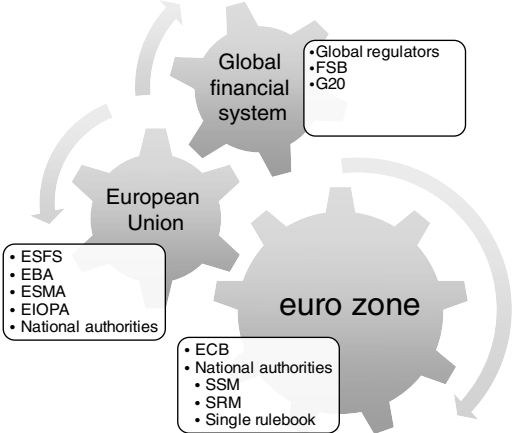 Global
financial
system
•Global regulators
•FSB
•G20
European
Union
• ESFS
• EBA
• ESMA
• EIOPA
• National authorities
euro zone
• ECB
• National authorities
• SSM
• SRM
• Single rulebook